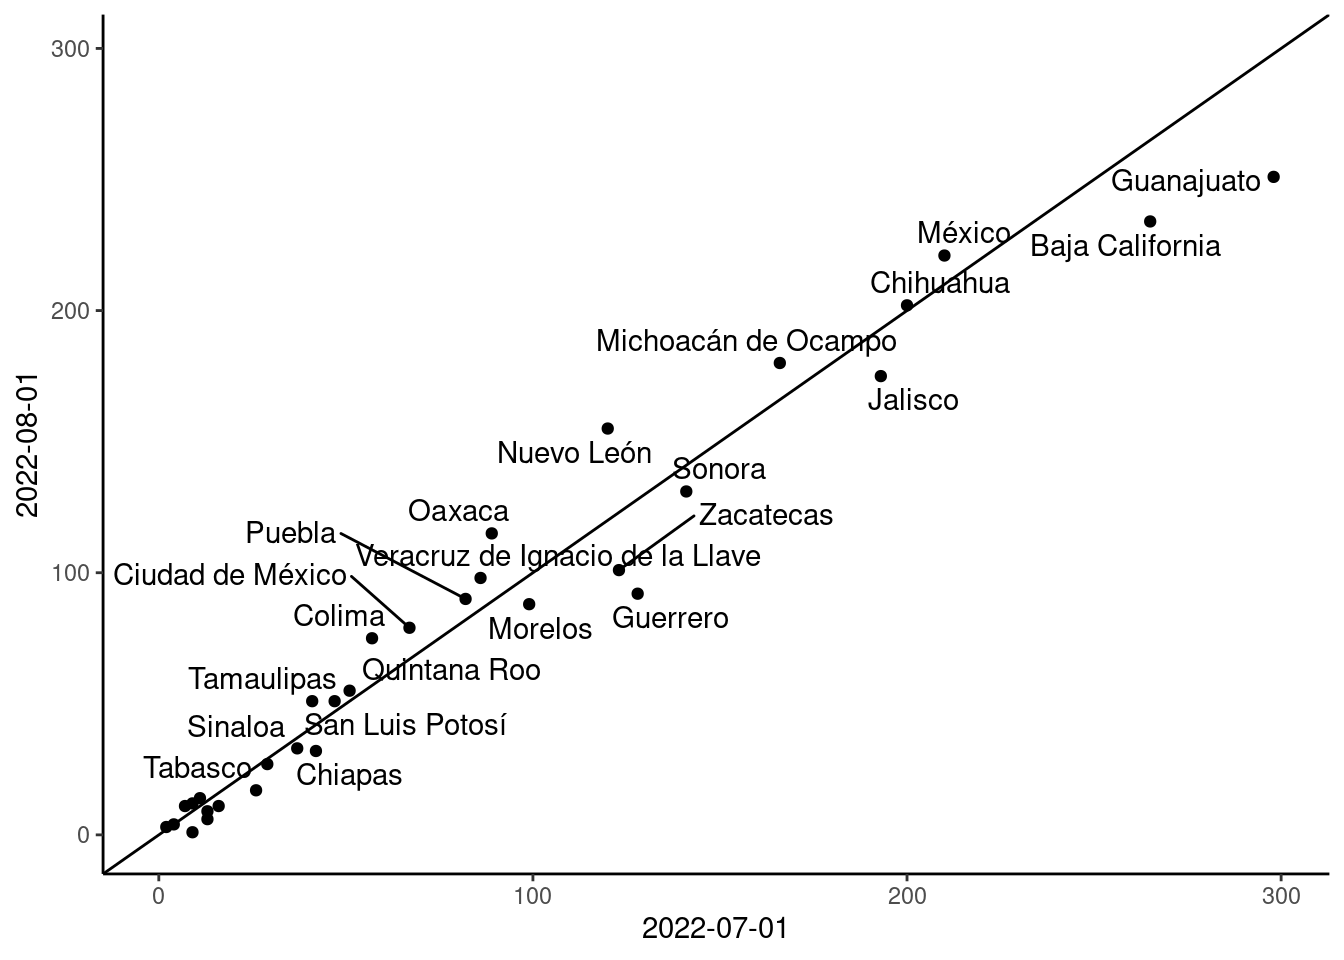 300
Guanajuato
México
Baja California
Chihuahua
200
Michoacán de Ocampo
Jalisco
2022-08-01
Nuevo León
Sonora
Oaxaca
Zacatecas
Puebla
Veracruz de Ignacio de la Llave
100
Ciudad de México
Colima
Morelos
Guerrero
Quintana Roo
Tamaulipas
San Luis Potosí
Sinaloa
Tabasco
Chiapas
0
0
100
200
300
2022-07-01